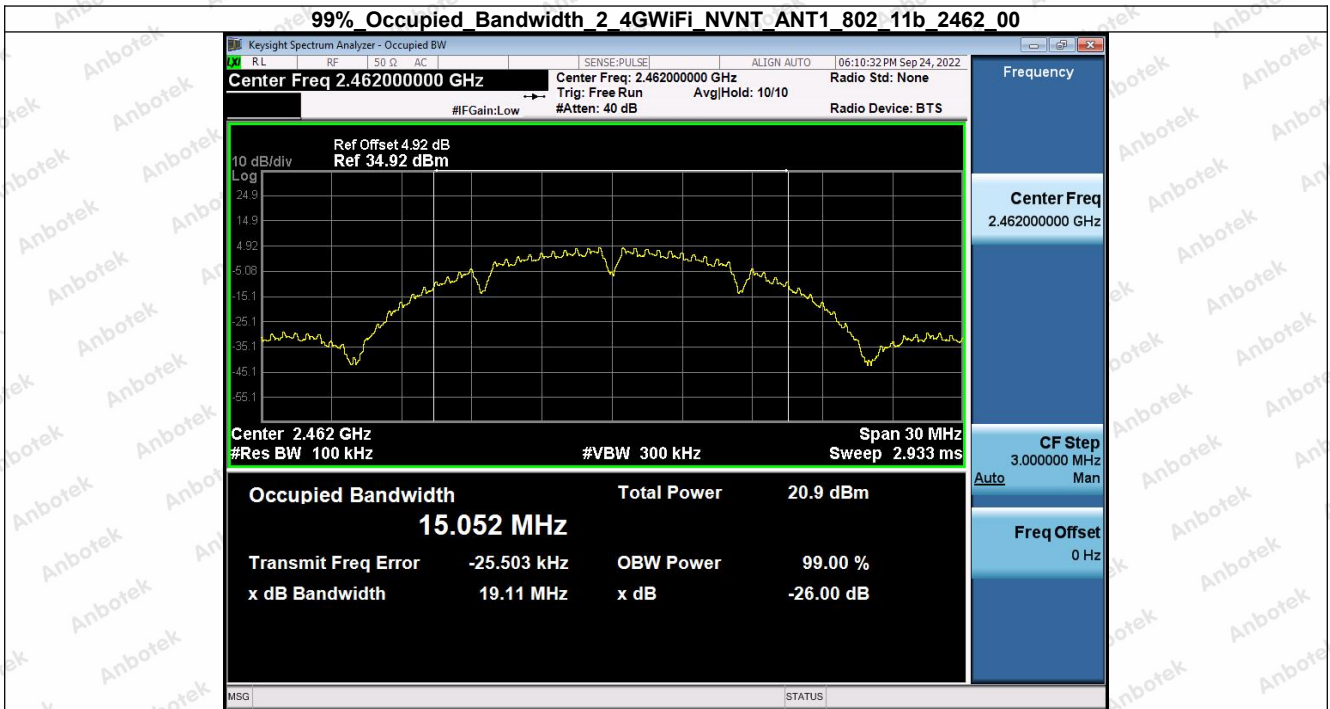 99%_Occupied_Bandwidth_2_4GWiFi_NVNT_ANT1_802_11b_2462_00
Keysight Spectrum Analyzer - Occupied BW
LXI RL RF 50 Ω AC SENSE:PULSE ALIGN AUTO 06:10:32 PM Sep 24, 2022
Center Freq 2.462000000 GHz
Center Freq: 2.462000000 GHz Radio Std: None
Trig: Free Run Avg|Hold: 10/10
#IFGain:Low #Atten: 40 dB Radio Device: BTS
Frequency
Ref Offset 4.92 dB
10 dB/div Ref 34.92 dBm
Log
24.9
14.9
4.92
-5.08
-15.1
-25.1
-35.1
-45.1
-55.1
Center 2.462 GHz Span 30 MHz
#Res BW 100 kHz #VBW 300 kHz Sweep 2.933 ms
Center Freq
2.462000000 GHz
CF Step
3.000000 MHz
Auto Man
Freq Offset
0 Hz
Occupied Bandwidth Total Power 20.9 dBm
15.052 MHz
Transmit Freq Error -25.503 kHz OBW Power 99.00 %
x dB Bandwidth 19.11 MHz x dB -26.00 dB
MSG STATUS
Anbotek